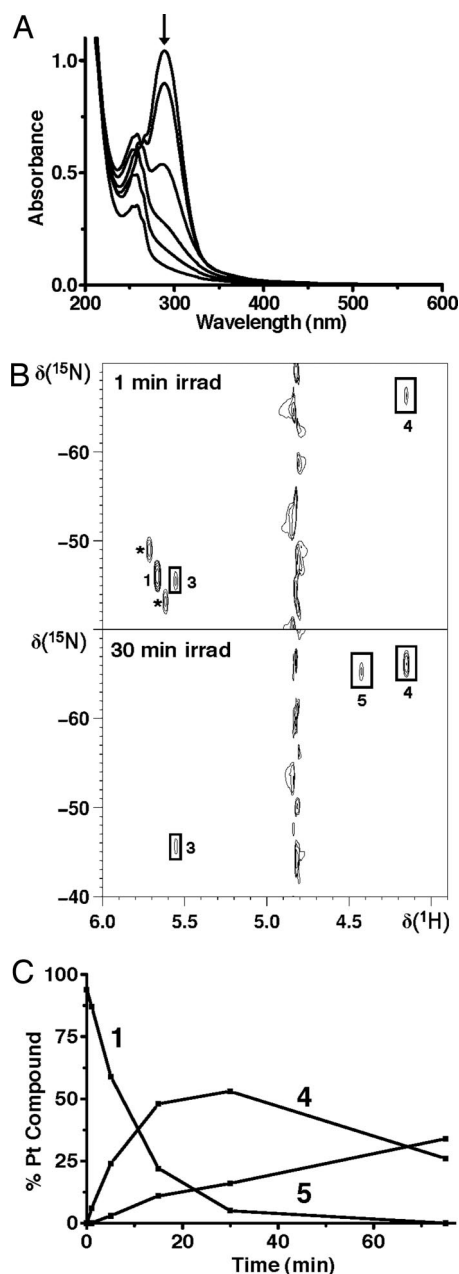 A
1.0
0.5
0.0
Absorbance
200 300 400 500 600
Wavelength (nm)
B
δ(¹⁵N)
1 min irrad
4
−60
−50
*
1
3
*
δ(¹⁵N)
30 min irrad
5
4
−60
−50
3
−40
6.0 5.5 5.0 4.5 δ(¹H)
C
100
75
50
25
0
% Pt Compound
1
4
5
0 20 40 60
Time (min)